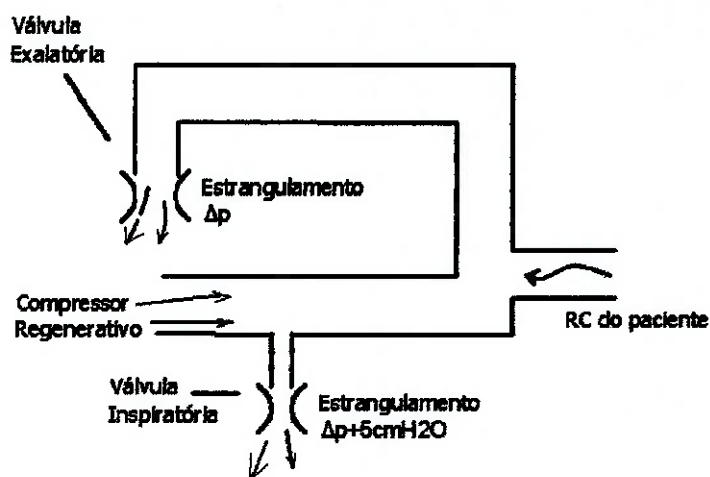 Válvula
Exalatória
Estrangulamento
Δp
Compressor
Regenerativo
RC do paciente
Válvula
Inspiratória
Estrangulamento
Δp+5cmH2O